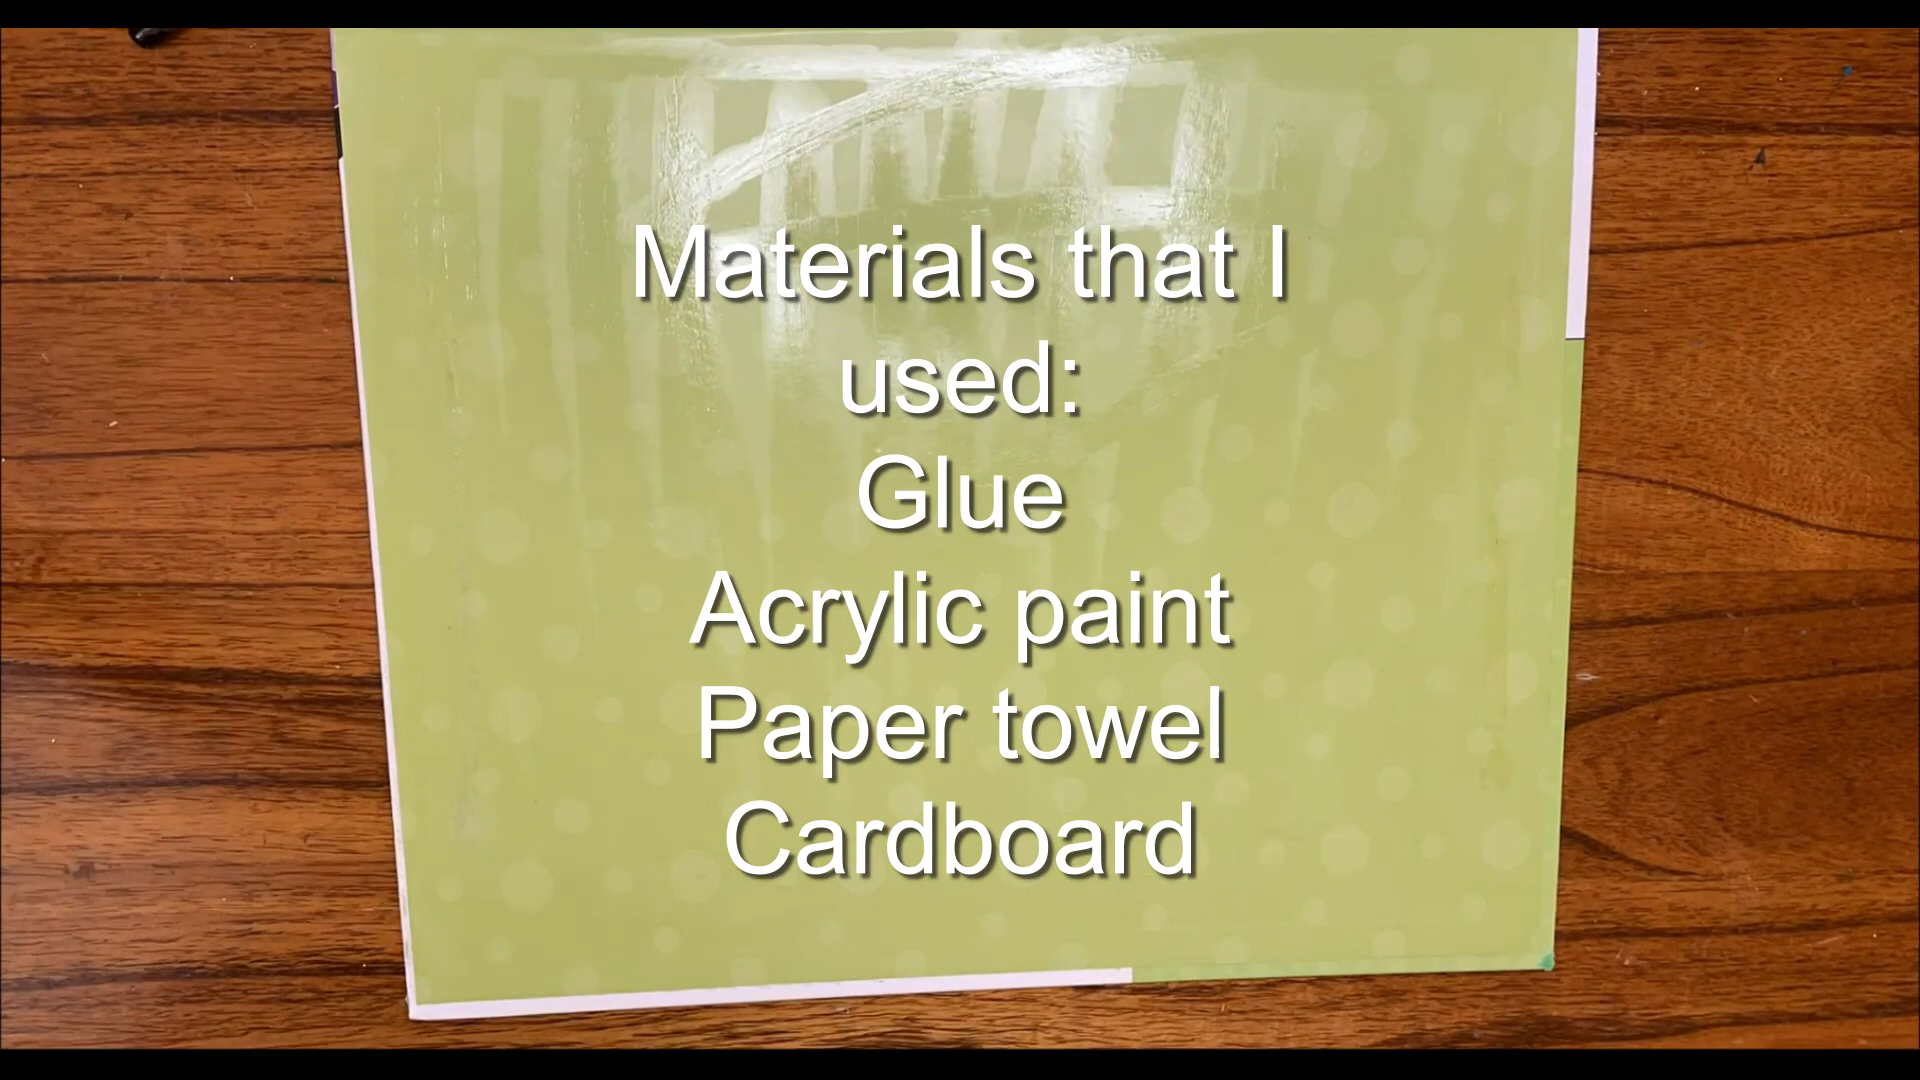 Materials that I
used:
Glue
Acrylic paint
Paper towel
Cardboard